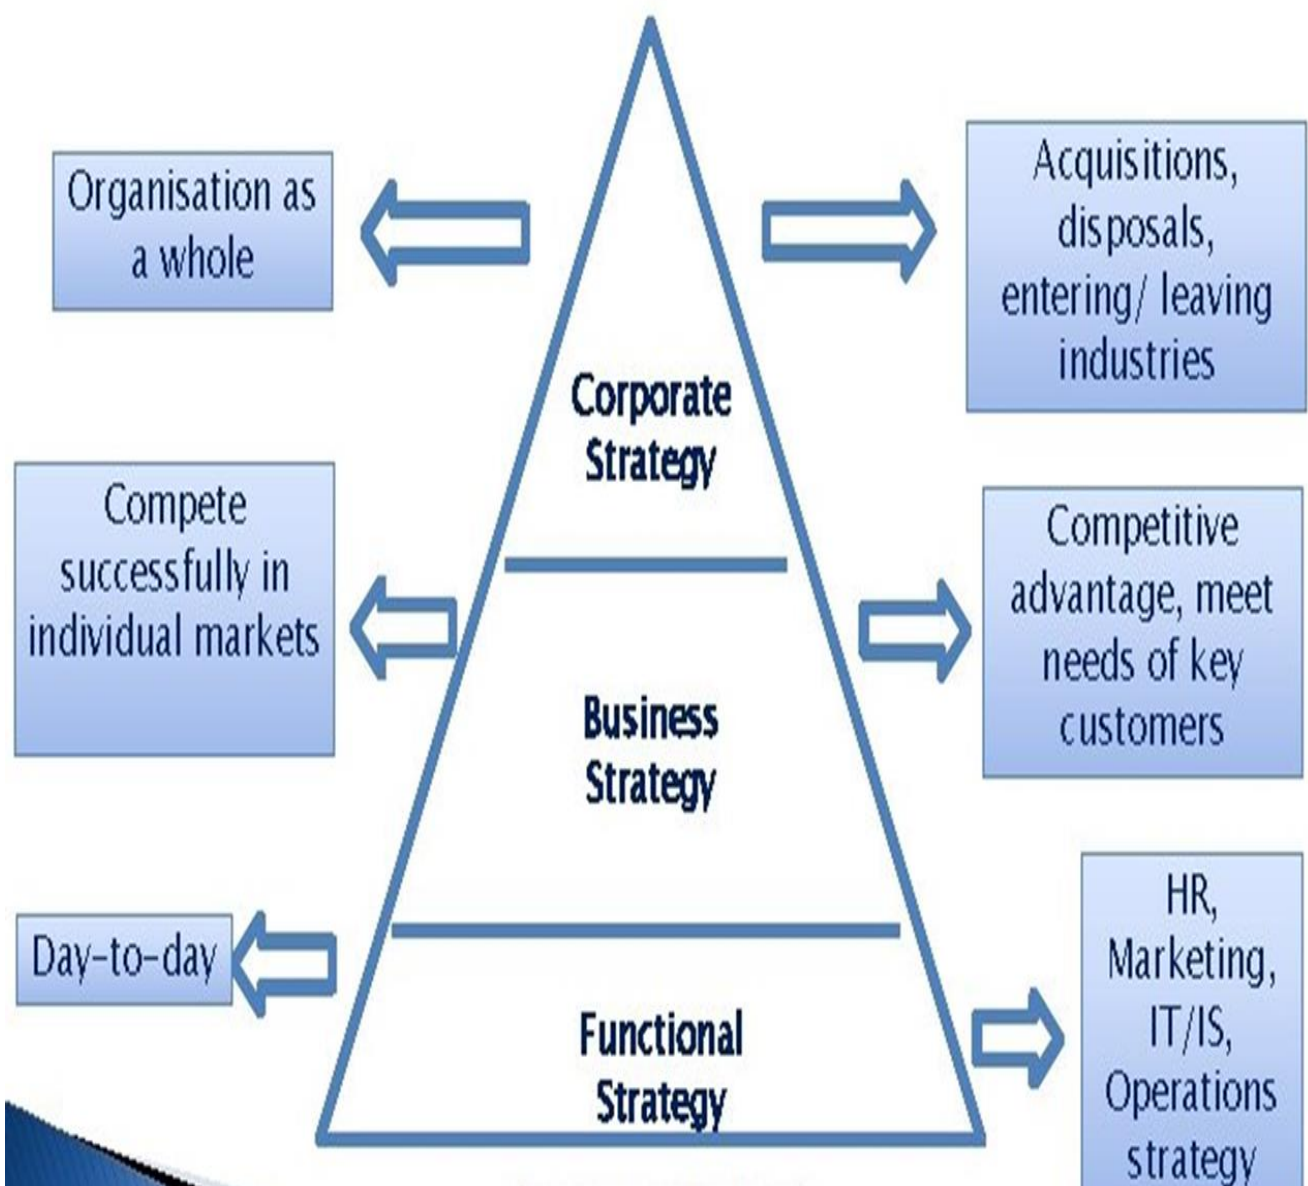 Organisation as
a whole
Acquisitions,
disposals,
entering/ leaving
industries
Corporate
Strategy
Compete
successfully in
individual markets
Competitive
advantage, meet
needs of key
customers
Business
Strategy
Day-to-day
HR,
Marketing,
IT/IS,
Operations
strategy
Functional
Strategy